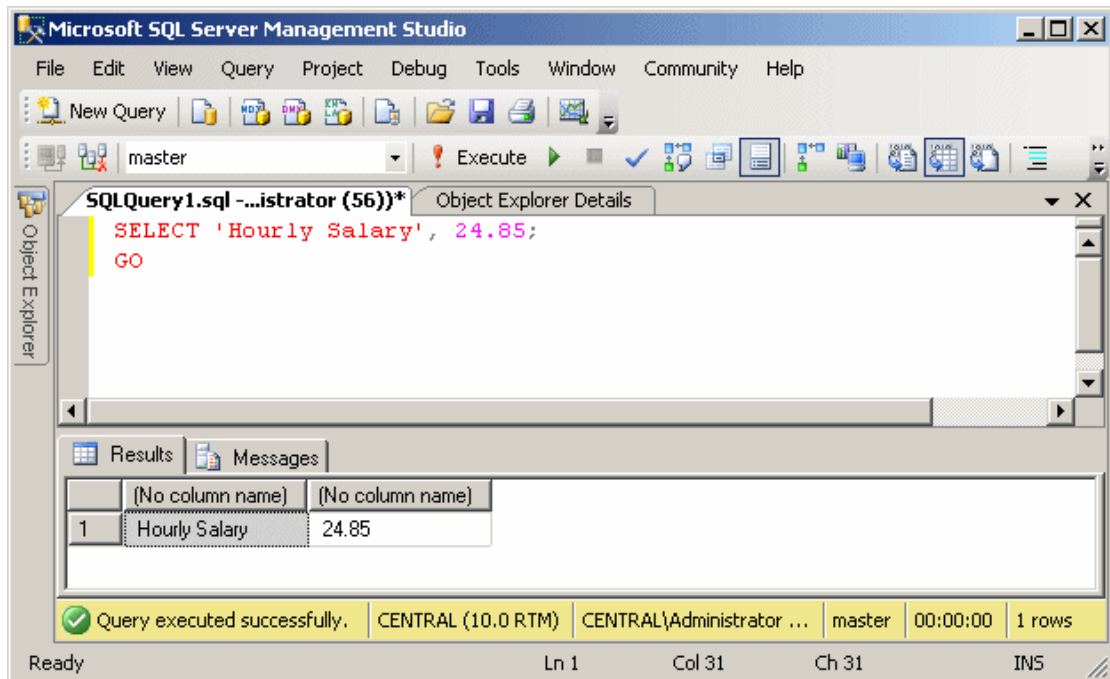 Microsoft SQL Server Management Studio
File Edit View Query Project Debug Tools Window Community Help
New Query
master Execute
SQLQuery1.sql -...istrator (56))* Object Explorer Details
Object Explorer
SELECT 'Hourly Salary', 24.85;
GO
Results Messages
(No column name) (No column name)
1 Hourly Salary 24.85
Query executed successfully. CENTRAL (10.0 RTM) CENTRAL\Administrator ... master 00:00:00 1 rows
Ready Ln 1 Col 31 Ch 31 INS